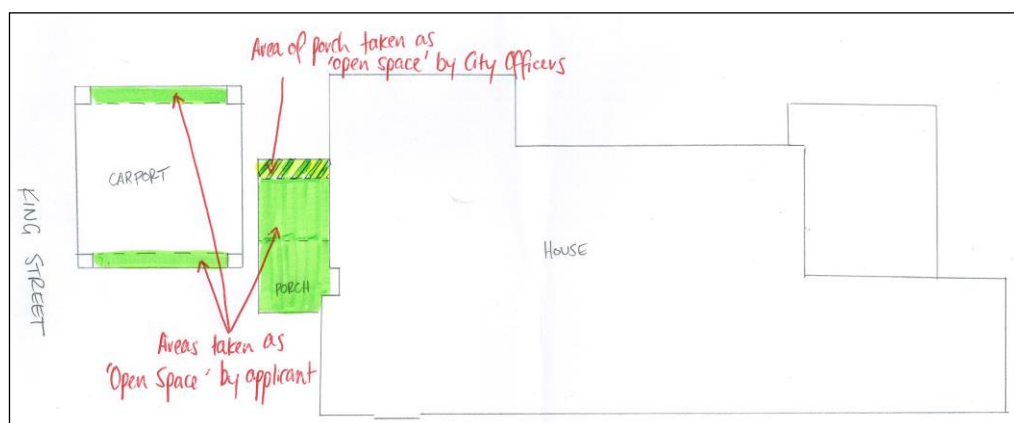 Area of porch taken as
'open space' by City Officers
CARPORT
KING STREET
HOUSE
PORCH
Areas taken as
'Open Space' by applicant